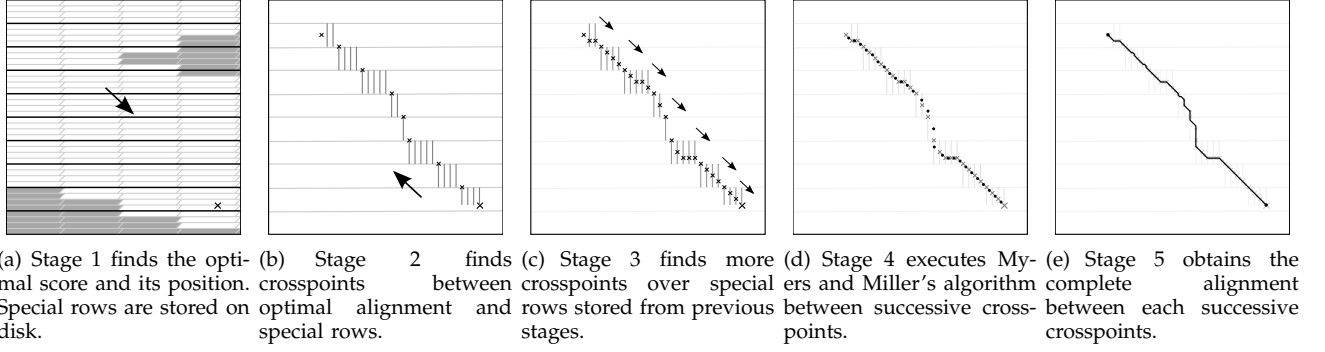 (a) Stage 1 finds the opti-
mal score and its position.
Special rows are stored on
disk.
(b) Stage 2 finds
crosspoints between
optimal alignment and
special rows.
(c) Stage 3 finds more
crosspoints over special
rows stored from previous
stages.
(d) Stage 4 executes My-
ers and Miller's algorithm
between successive cross-
points.
(e) Stage 5 obtains the
complete alignment
between each successive
crosspoints.